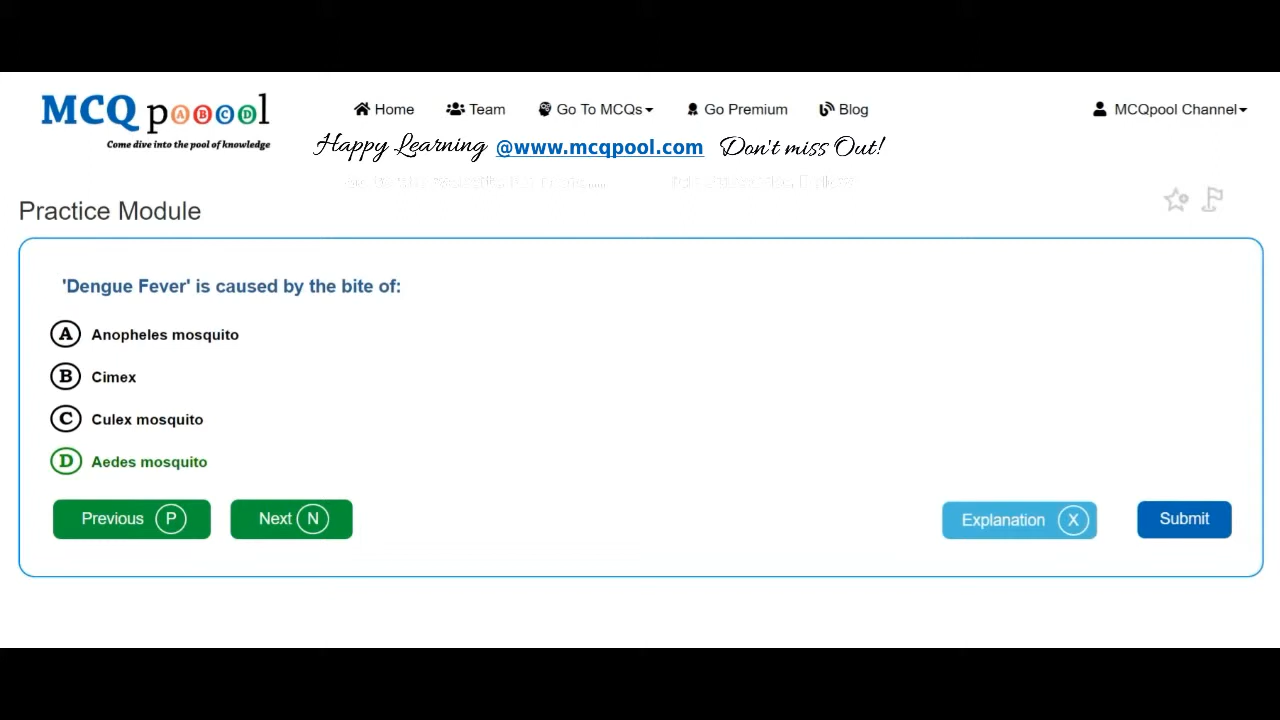 MCQ pooool
Come dive into the pool of knowledge
Home Team Go To MCQs Go Premium Blog MCQpool Channel
Happy Learning @www.mcqpool.com Don't miss Out!
Practice Module
'Dengue Fever' is caused by the bite of:
A Anopheles mosquito
B Cimex
C Culex mosquito
D Aedes mosquito
Previous P Next N Explanation X Submit